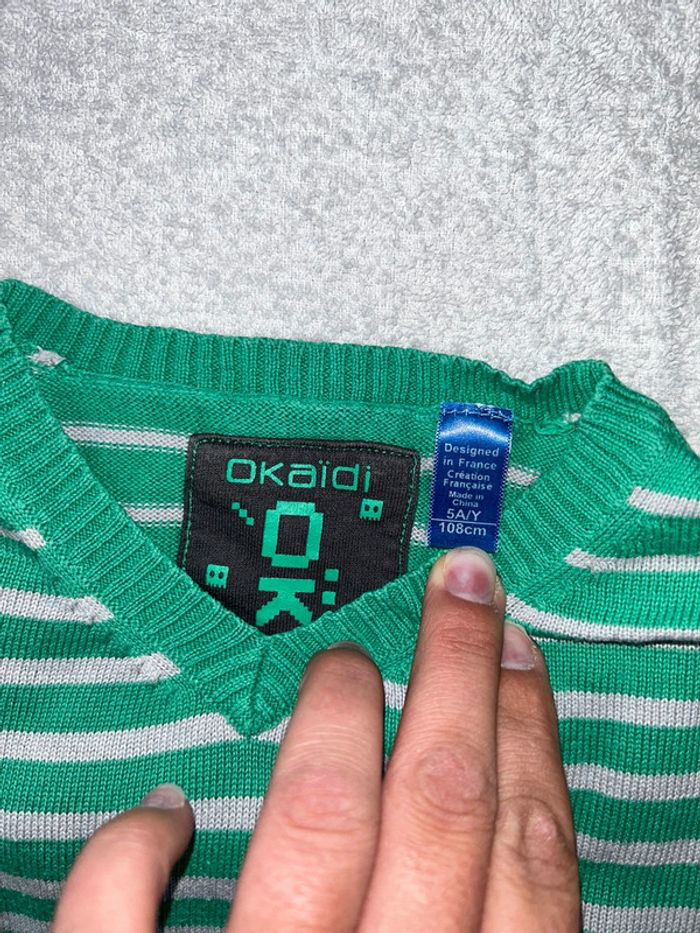 OKaïDi
OK
Designed
in France
Création
Française
Made in
China
5A/Y
108cm